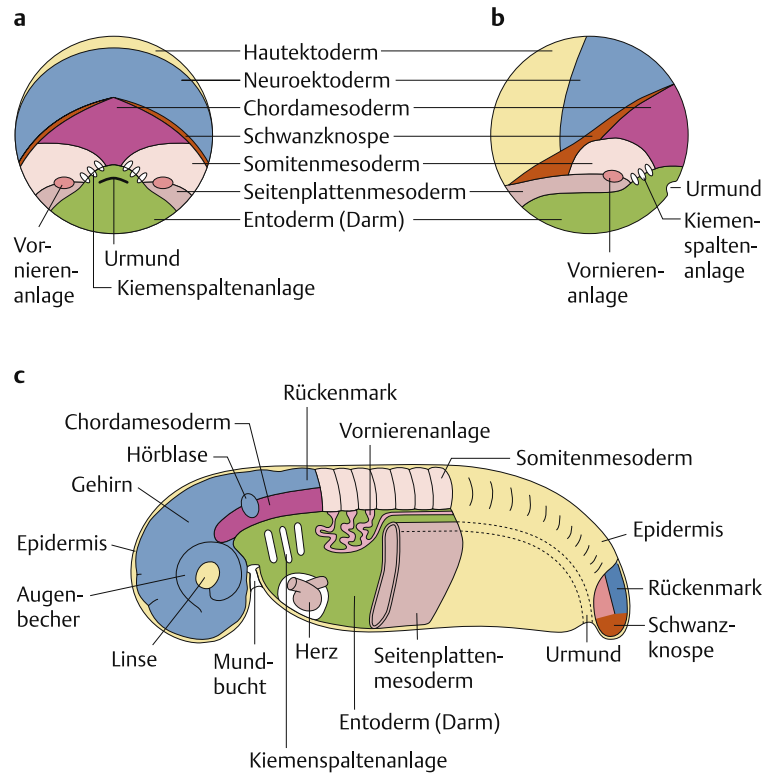 a
b
Hautektoderm
Neuroektoderm
Chordamesoderm
Schwanzknospe
Somitenmesoderm
Seitenplattenmesoderm
Entoderm (Darm)
Vor-
nieren-
anlage
Urmund
Kiemenspaltenanlage
Urmund
Kiemen-
spalten-
anlage
Vornieren-
anlage
c
Rückenmark
Chordamesoderm
Vornierenanlage
Hörblase
Somitenmesoderm
Gehirn
Epidermis
Epidermis
Augen-
becher
Rückenmark
Schwanz-
knospe
Linse
Mund-
bucht
Herz
Seitenplatten-
mesoderm
Urmund
Entoderm (Darm)
Kiemenspaltenanlage